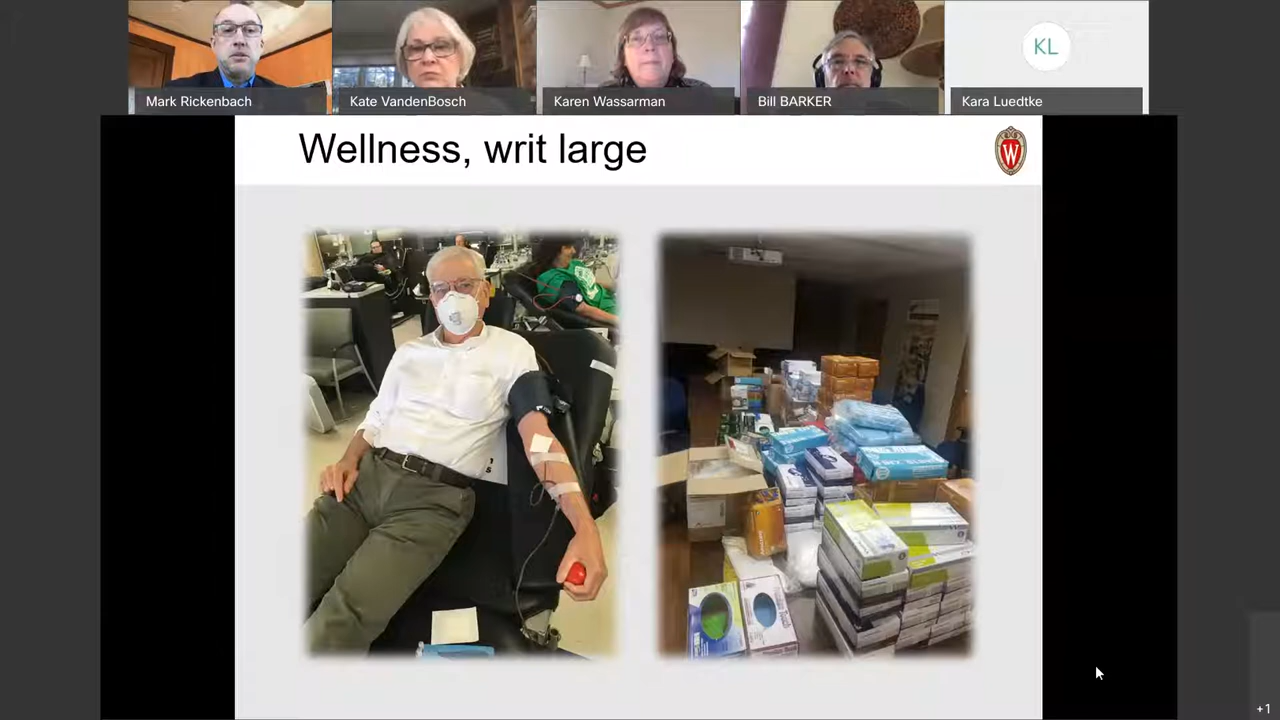 Mark Rickenbach
Kate VandenBosch
Karen Wassarman
Bill BARKER
KL
Kara Luedtke
Wellness, writ large
W
+1